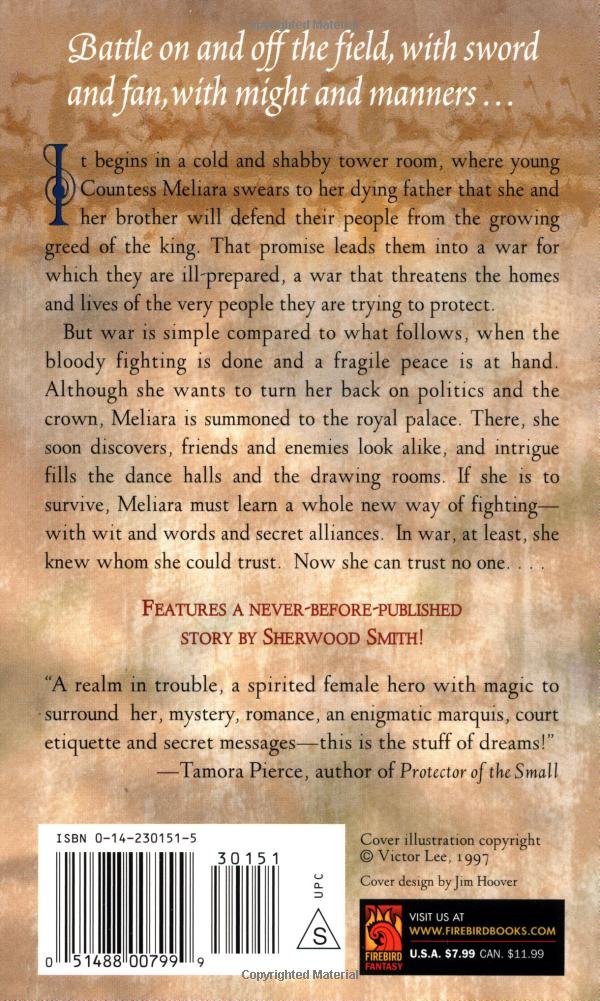 Battle on and off the field, with sword
and fan, with might and manners . . .
It begins in a cold and shabby tower room, where young
Countess Meliara swears to her dying father that she and
her brother will defend their people from the growing
greed of the king. That promise leads them into a war for
which they are ill-prepared, a war that threatens the homes
and lives of the very people they are trying to protect.
But war is simple compared to what follows, when the
bloody fighting is done and a fragile peace is at hand.
Although she wants to turn her back on politics and the
crown, Meliara is summoned to the royal palace. There, she
soon discovers, friends and enemies look alike, and intrigue
fills the dance halls and the drawing rooms. If she is to
survive, Meliara must learn a whole new way of fighting—
with wit and words and secret alliances. In war, at least, she
knew whom she could trust. Now she can trust no one. . . .
FEATURES A NEVER-BEFORE-PUBLISHED
STORY BY SHERWOOD SMITH!
“A realm in trouble, a spirited female hero with magic to
surround her, mystery, romance, an enigmatic marquis, court
etiquette and secret messages—this is the stuff of dreams!”
—Tamora Pierce, author of Protector of the Small
ISBN 0-14-230151-5
30151
UPC
S
0 51488 00799 9
Cover illustration copyright
© Victor Lee, 1997
Cover design by Jim Hoover
FIREBIRD
FANTASY
VISIT US AT
WWW.FIREBIRDBOOKS.COM
U.S.A. $7.99 CAN. $11.99
Copyrighted Material
Copyrighted Material